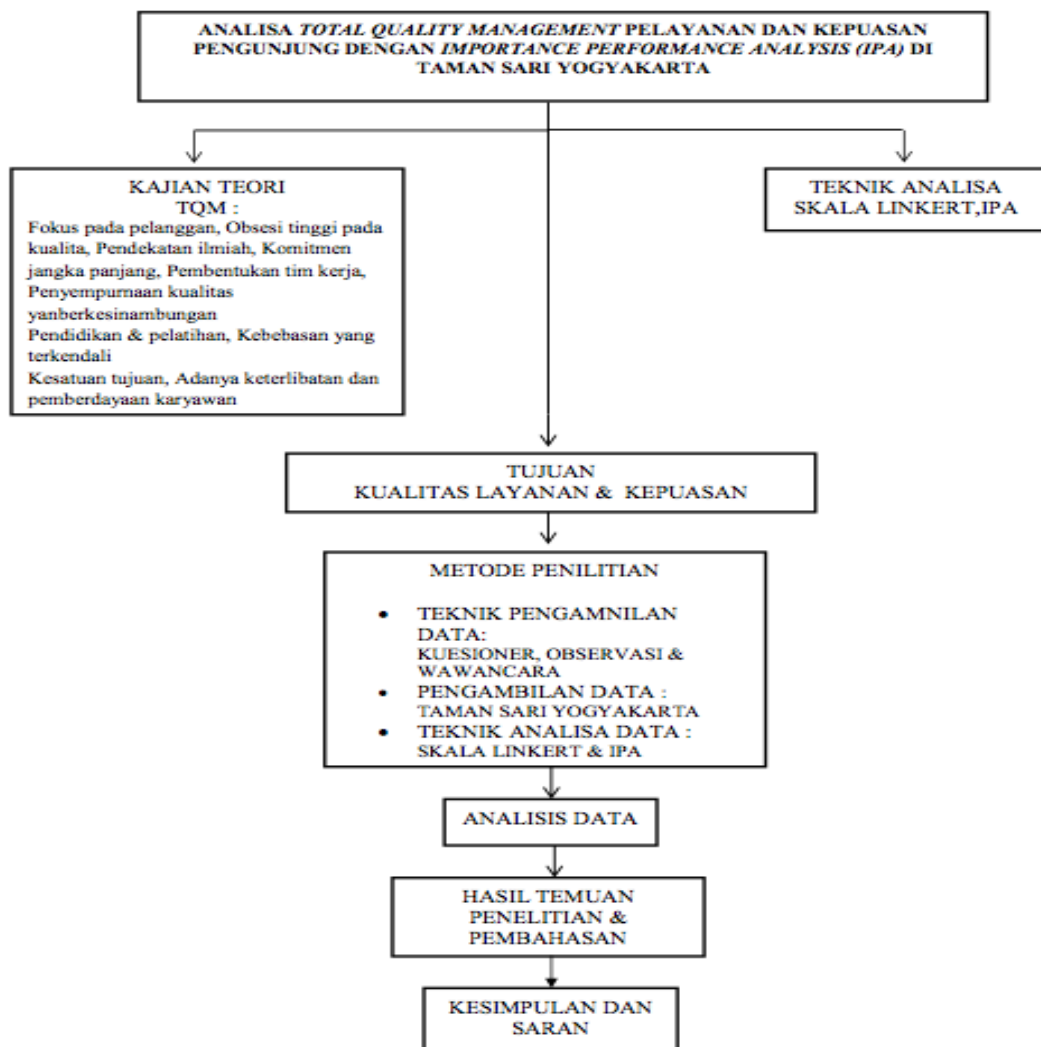 ANALISA TOTAL QUALITY MANAGEMENT PELAYANAN DAN KEPUASAN
PENGUNJUNG DENGAN IMPORTANCE PERFORMANCE ANALYSIS (IPA) DI
TAMAN SARI YOGYAKARTA
KAJIAN TEORI
TQM :
Fokus pada pelanggan, Obsesi tinggi pada
kualita, Pendekatan ilmiah, Komitmen
jangka panjang, Pembentukan tim kerja,
Penyempurnaan kualitas
yanberkesinambungan
Pendidikan & pelatihan, Kebebasan yang
terkendali
Kesatuan tujuan, Adanya keterlibatan dan
pemberdayaan karyawan
TEKNIK ANALISA
SKALA LINKERT,IPA
TUJUAN
KUALITAS LAYANAN & KEPUASAN
METODE PENILITIAN
• TEKNIK PENGAMNILAN
DATA:
KUESIONER, OBSERVASI &
WAWANCARA
• PENGAMBILAN DATA :
TAMAN SARI YOGYAKARTA
• TEKNIK ANALISA DATA :
SKALA LINKERT & IPA
ANALISIS DATA
HASIL TEMUAN
PENELITIAN &
PEMBAHASAN
KESIMPULAN DAN
SARAN